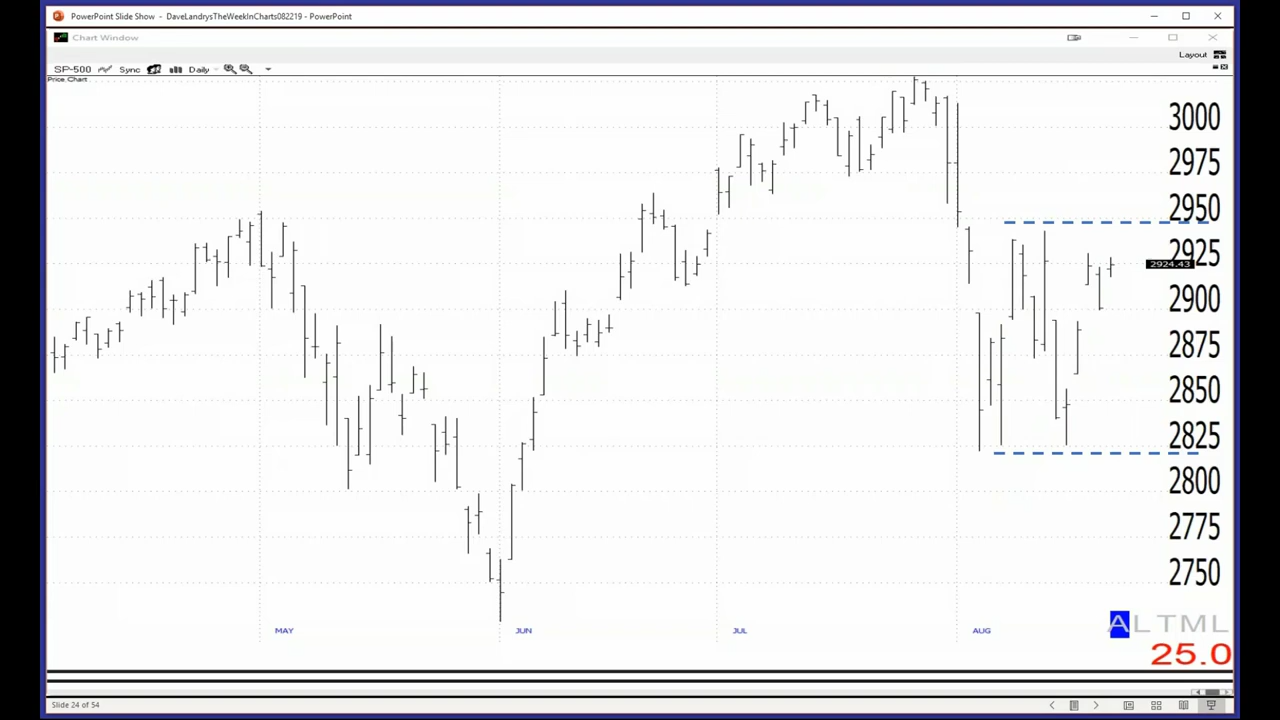 PowerPoint Slide Show - DaveLandrysTheWeekInCharts082219 - PowerPoint
Chart Window
Layout
SP-500 Sync Daily
Price Chart
3000
2975
2950
2925
2924.43
2900
2875
2850
2825
2800
2775
2750
MAY JUN JUL AUG
ALTML
25.0
Slide 24 of 54